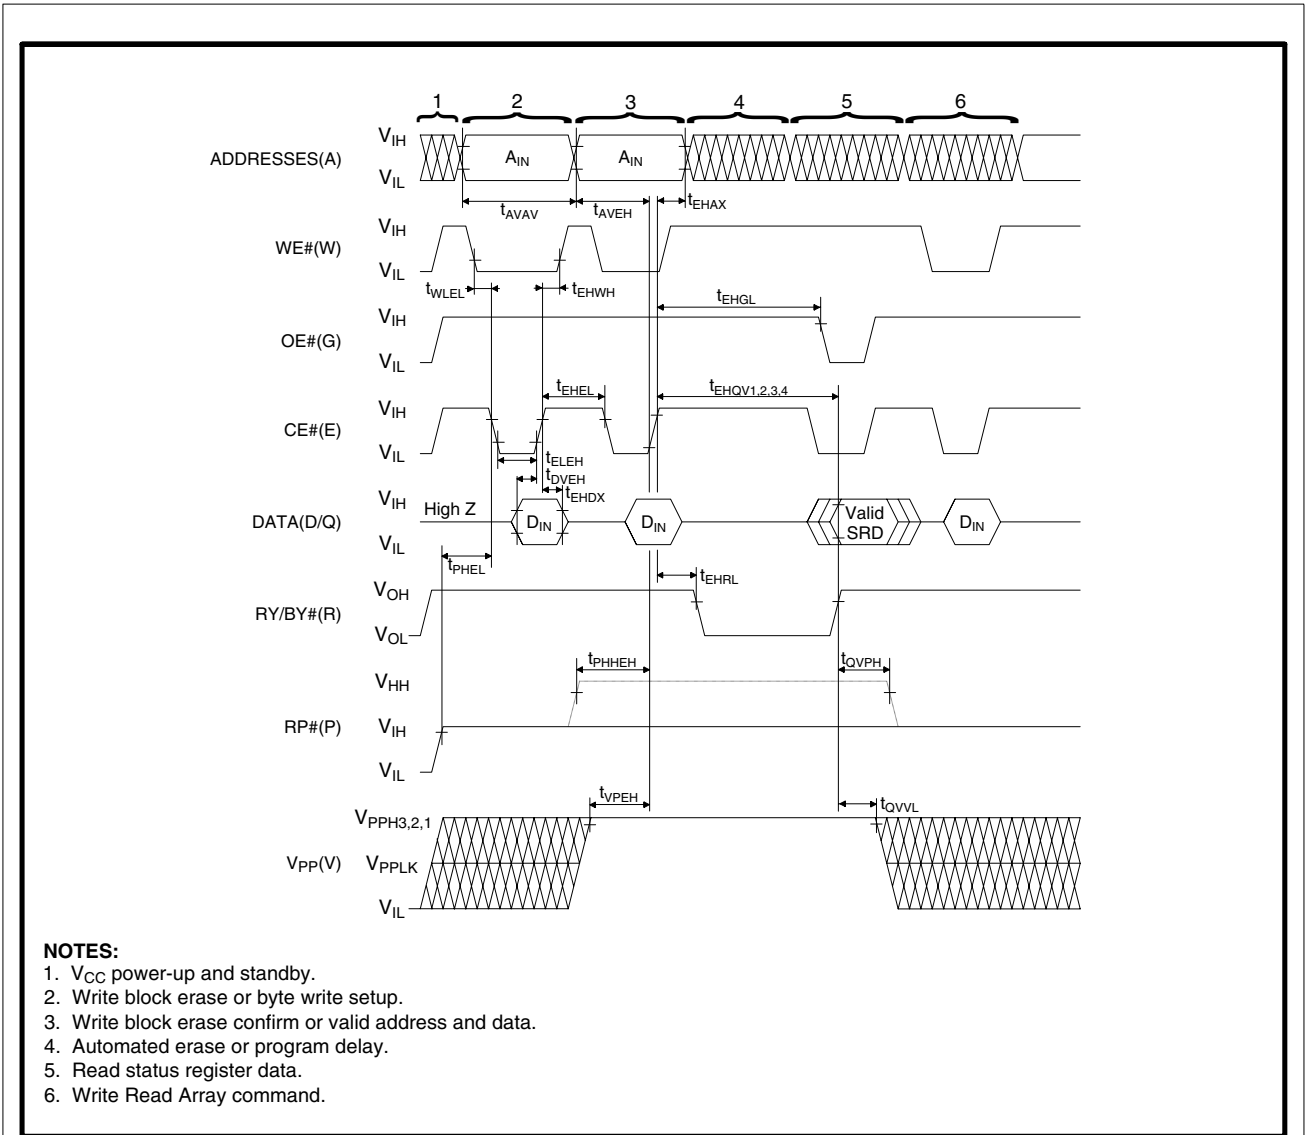 1 2 3 4 5 6
ADDRESSES(A) VIH AIN AIN
VIL
tAVAV tAVEH tEHAX
WE#(W) VIH
VIL
tWLEL tEHWH
OE#(G) VIH tEHGL
VIL
CE#(E) VIH tEHEL tEHQV1,2,3,4
VIL
tELEH
tDVEH
tEHDX
DATA(D/Q) VIH High Z DIN DIN Valid SRD DIN
VIL
tPHEL
tEHRL
RY/BY#(R) VOH
VOL
tPHHEH tQVPH
RP#(P) VHH
VIH
VIL
tVPEH tQVVL
VPP(V) VPPH3,2,1
VPPLK
VIL
NOTES:
1. VCC power-up and standby.
2. Write block erase or byte write setup.
3. Write block erase confirm or valid address and data.
4. Automated erase or program delay.
5. Read status register data.
6. Write Read Array command.